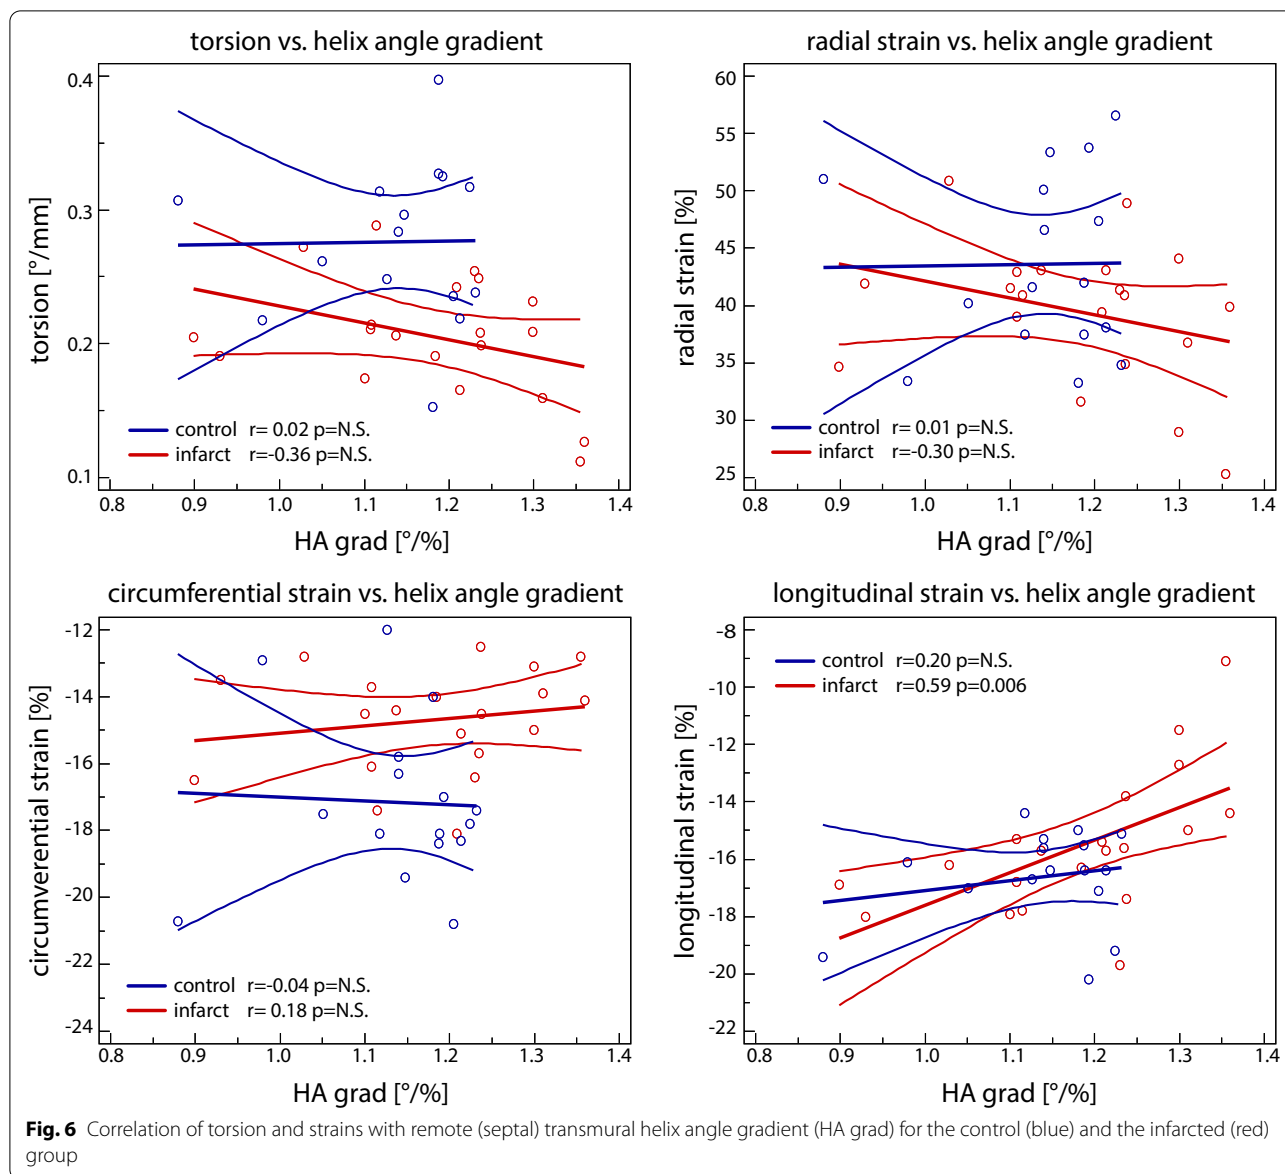 torsion vs. helix angle gradient
0.4
0.3
0.2
0.1
torsion [°/mm]
control r= 0.02 p=N.S.
infarct r=-0.36 p=N.S.
0.8 0.9 1.0 1.1 1.2 1.3 1.4
HA grad [°/%]
radial strain vs. helix angle gradient
60
55
50
45
40
35
30
25
radial strain [%]
control r= 0.01 p=N.S.
infarct r=-0.30 p=N.S.
0.8 0.9 1.0 1.1 1.2 1.3 1.4
HA grad [°/%]
circumferential strain vs. helix angle gradient
-12
-14
-16
-18
-20
-22
-24
circumverential strain [%]
control r=-0.04 p=N.S.
infarct r= 0.18 p=N.S.
0.8 0.9 1.0 1.1 1.2 1.3 1.4
HA grad [°/%]
longitudinal strain vs. helix angle gradient
-8
-10
-12
-14
-16
-18
-20
-22
longitudinal strain [%]
control r=0.20 p=N.S.
infarct r=0.59 p=0.006
0.8 0.9 1.0 1.1 1.2 1.3 1.4
HA grad [°/%]
Fig. 6 Correlation of torsion and strains with remote (septal) transmural helix angle gradient (HA grad) for the control (blue) and the infarcted (red)
group